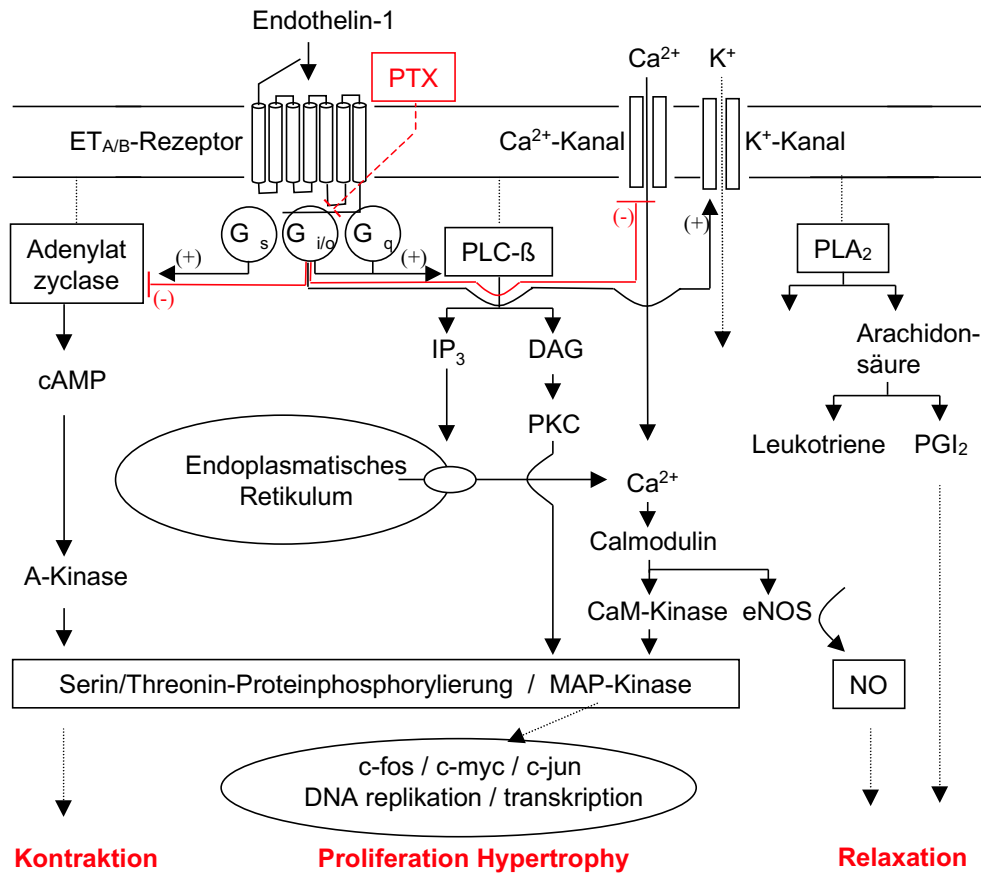 Endothelin-1
PTX
Ca2+ K+
ETA/B-Rezeptor
Ca2+-Kanal
K+-Kanal
(-)
(+)
G s
G i/o
G q
Adenylat
zyclase
(+)
(+)
PLC-ß
PLA2
(-)
IP3
DAG
Arachidon-
säure
cAMP
PKC
Leukotriene
PGI2
Endoplasmatisches
Retikulum
Ca2+
Calmodulin
A-Kinase
CaM-Kinase
eNOS
Serin/Threonin-Proteinphosphorylierung / MAP-Kinase
NO
c-fos / c-myc / c-jun
DNA replikation / transkription
Kontraktion
Proliferation Hypertrophy
Relaxation